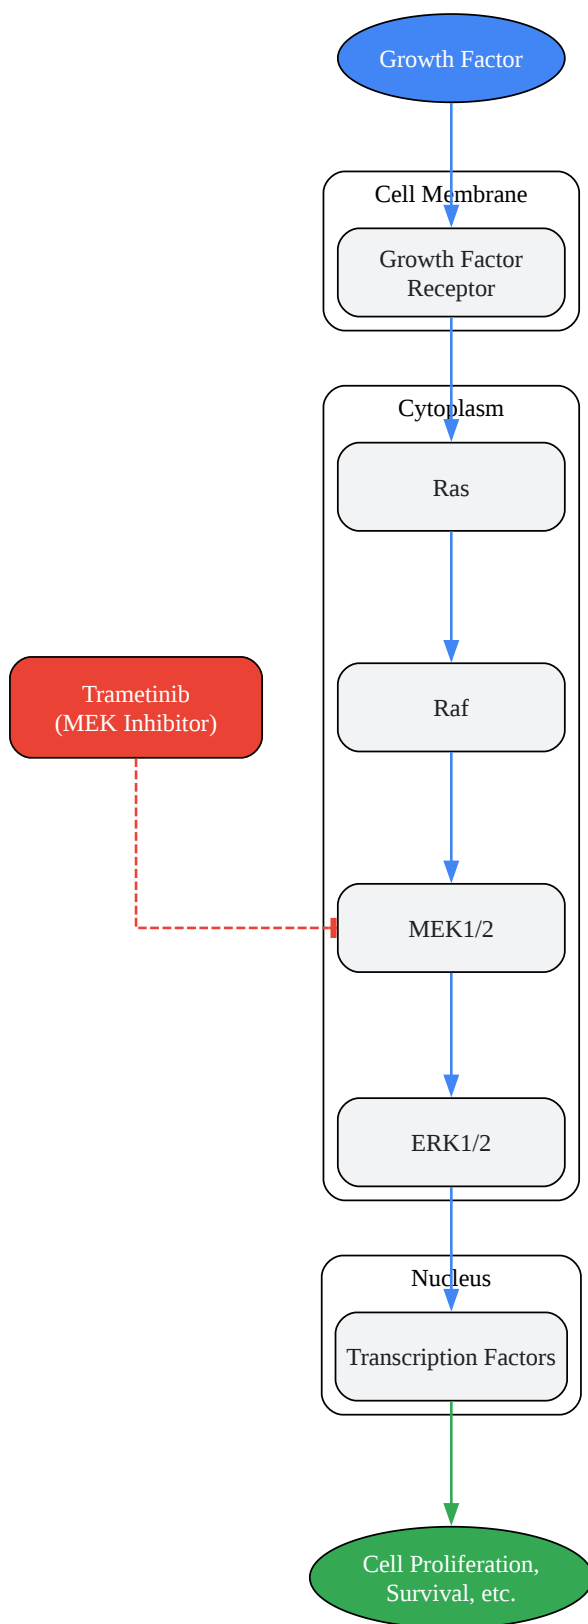 Growth Factor
Cell Membrane
Growth Factor
Receptor
Cytoplasm
Ras
Trametinib
(MEK Inhibitor)
Raf
MEK1/2
ERK1/2
Nucleus
Transcription Factors
Cell Proliferation,
Survival, etc.